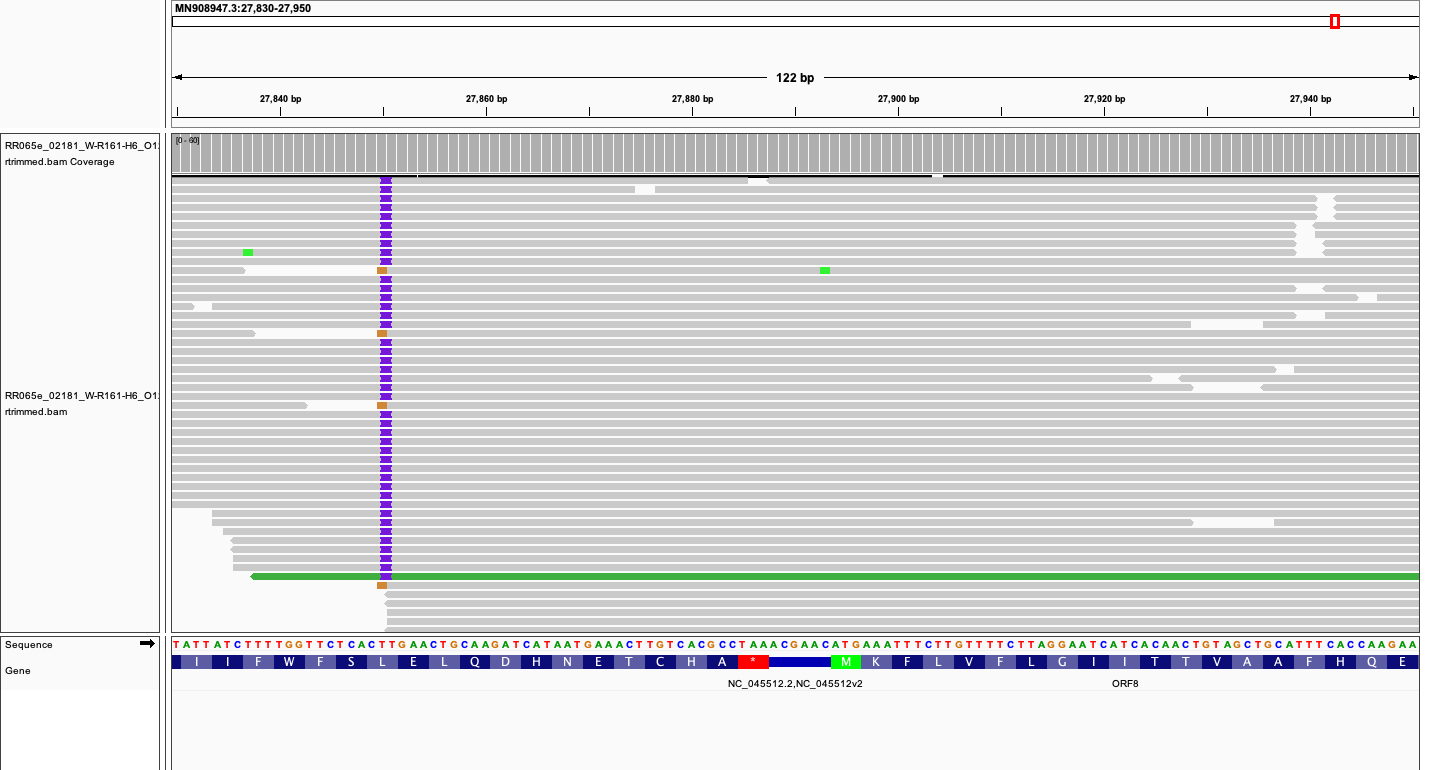 MN908947.3:27,830-27,950
122 bp
27,840 bp 27,860 bp 27,880 bp 27,900 bp 27,920 bp 27,940 bp
RR065e_02181_W-R161-H6_O1
rtrimmed.bam Coverage
[0 - 60]
RR065e_02181_W-R161-H6_O1
rtrimmed.bam
Sequence
TATTATCTTTTGGTTCTCACTTGAACTGCAAGATCATAATGAAACTTGTCACGCCTAAACGAACATGAAATTTCTTGTTTTCTTAGGAATCATCACAACTGTAGCTGCATTTCACCAAGAA
Gene
I I F W F S L E L Q D H N E T C H A * M K F L V F L G I I T T V A A F H Q E
NC_045512.2,NC_045512v2 ORF8